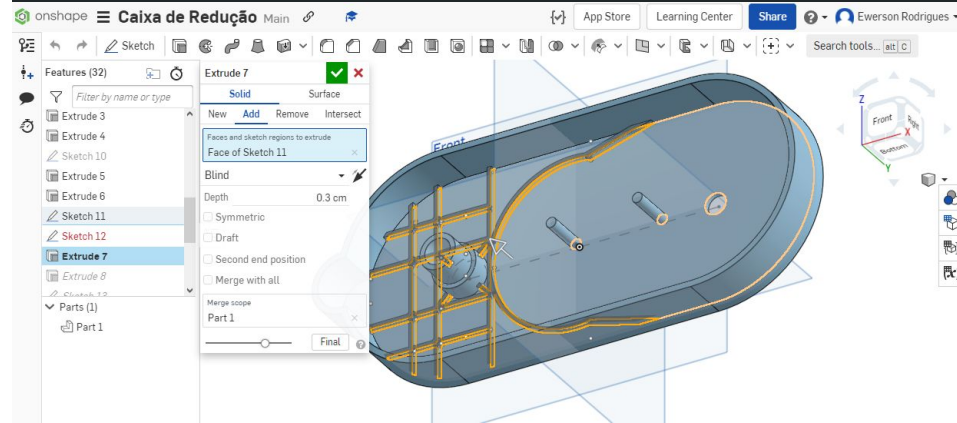 onshape Caixa de Redução Main App Store Learning Center Share Ewerson Rodrigues
Sketch Search tools... alt C
Features (32)
Filter by name or type
Extrude 3
Extrude 4
Sketch 10
Extrude 5
Extrude 6
Sketch 11
Sketch 12
Extrude 7
Extrude 8
Sketch 13
Parts (1)
Part 1
Extrude 7
Solid Surface
New Add Remove Intersect
Faces and sketch regions to extrude
Face of Sketch 11
Blind
Depth 0.3 cm
Symmetric
Draft
Second end position
Merge with all
Merge scope
Part 1
Final
Front
Z
Front Right
X
Bottom
Y